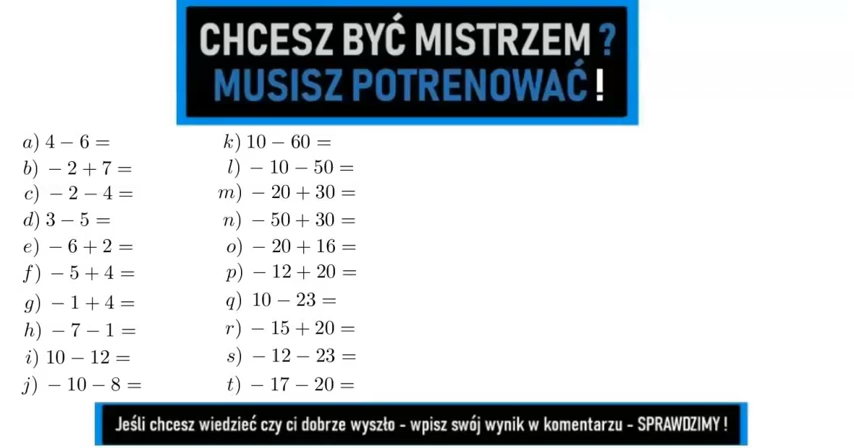 CHCESZ BYĆ MISTRZEM ?
MUSISZ POTRENOWAĆ !
a) 4 − 6 =
b) − 2 + 7 =
c) − 2 − 4 =
d) 3 − 5 =
e) − 6 + 2 =
f) − 5 + 4 =
g) − 1 + 4 =
h) − 7 − 1 =
i) 10 − 12 =
j) − 10 − 8 =
k) 10 − 60 =
l) − 10 − 50 =
m) − 20 + 30 =
n) − 50 + 30 =
o) − 20 + 16 =
p) − 12 + 20 =
q) 10 − 23 =
r) − 15 + 20 =
s) − 12 − 23 =
t) − 17 − 20 =
Jeśli chcesz wiedzieć czy ci dobrze wyszło - wpisz swój wynik w komentarzu - SPRAWDZIMY !